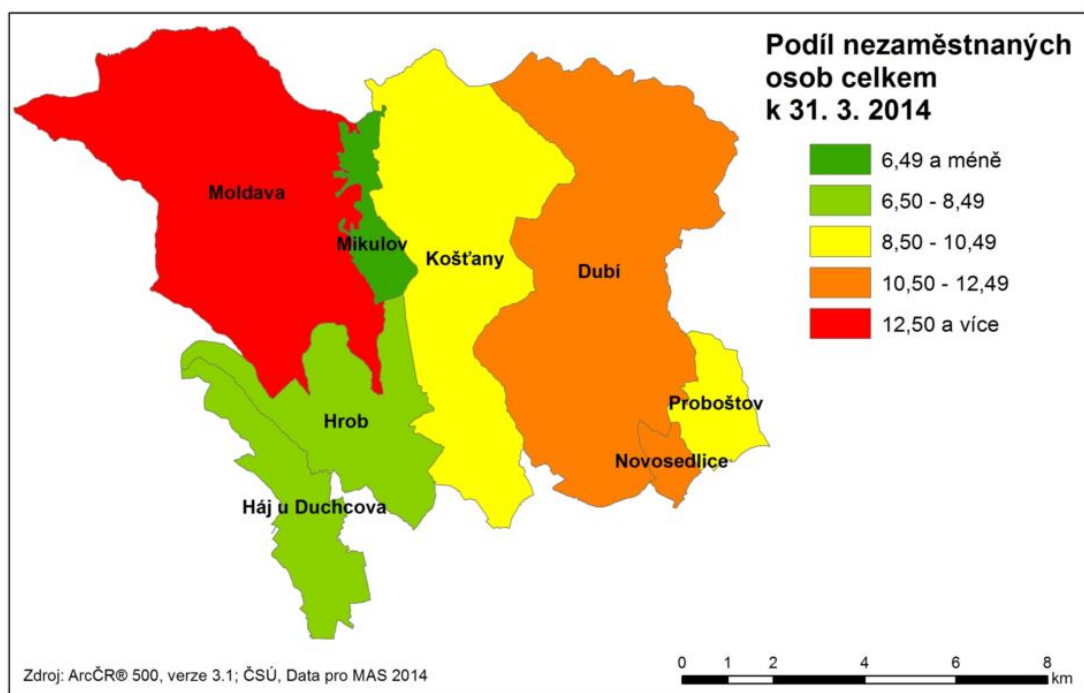 Podíl nezaměstnaných
osob celkem
k 31. 3. 2014
6,49 a méně
6,50 - 8,49
8,50 - 10,49
10,50 - 12,49
12,50 a více
Moldava
Mikulov
Košťany
Dubí
Proboštov
Hrob
Novosedlice
Háj u Duchcova
Zdroj: ArcČR® 500, verze 3.1; ČSÚ, Data pro MAS 2014
0 1 2 4 6 8
km